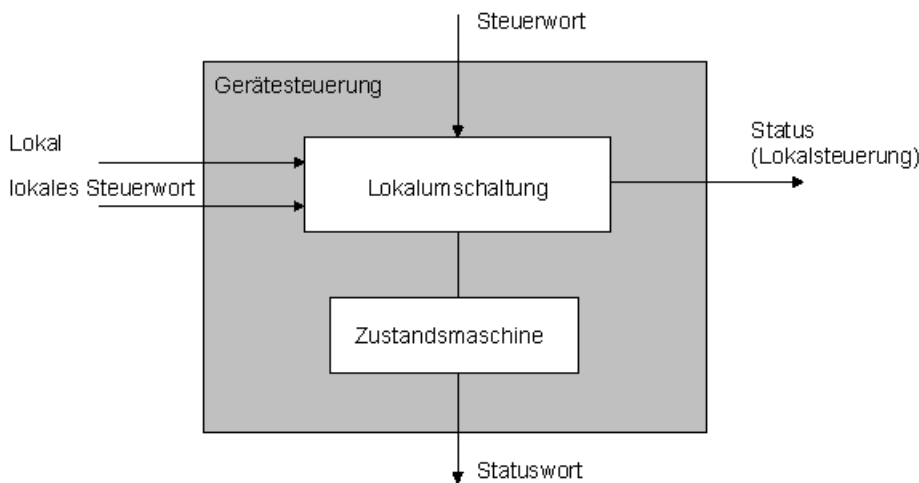 Steuerwort
Gerätesteuerung
Lokal
lokales Steuerwort
Lokalumschaltung
Status
(Lokalsteuerung)
Zustandsmaschine
Statuswort